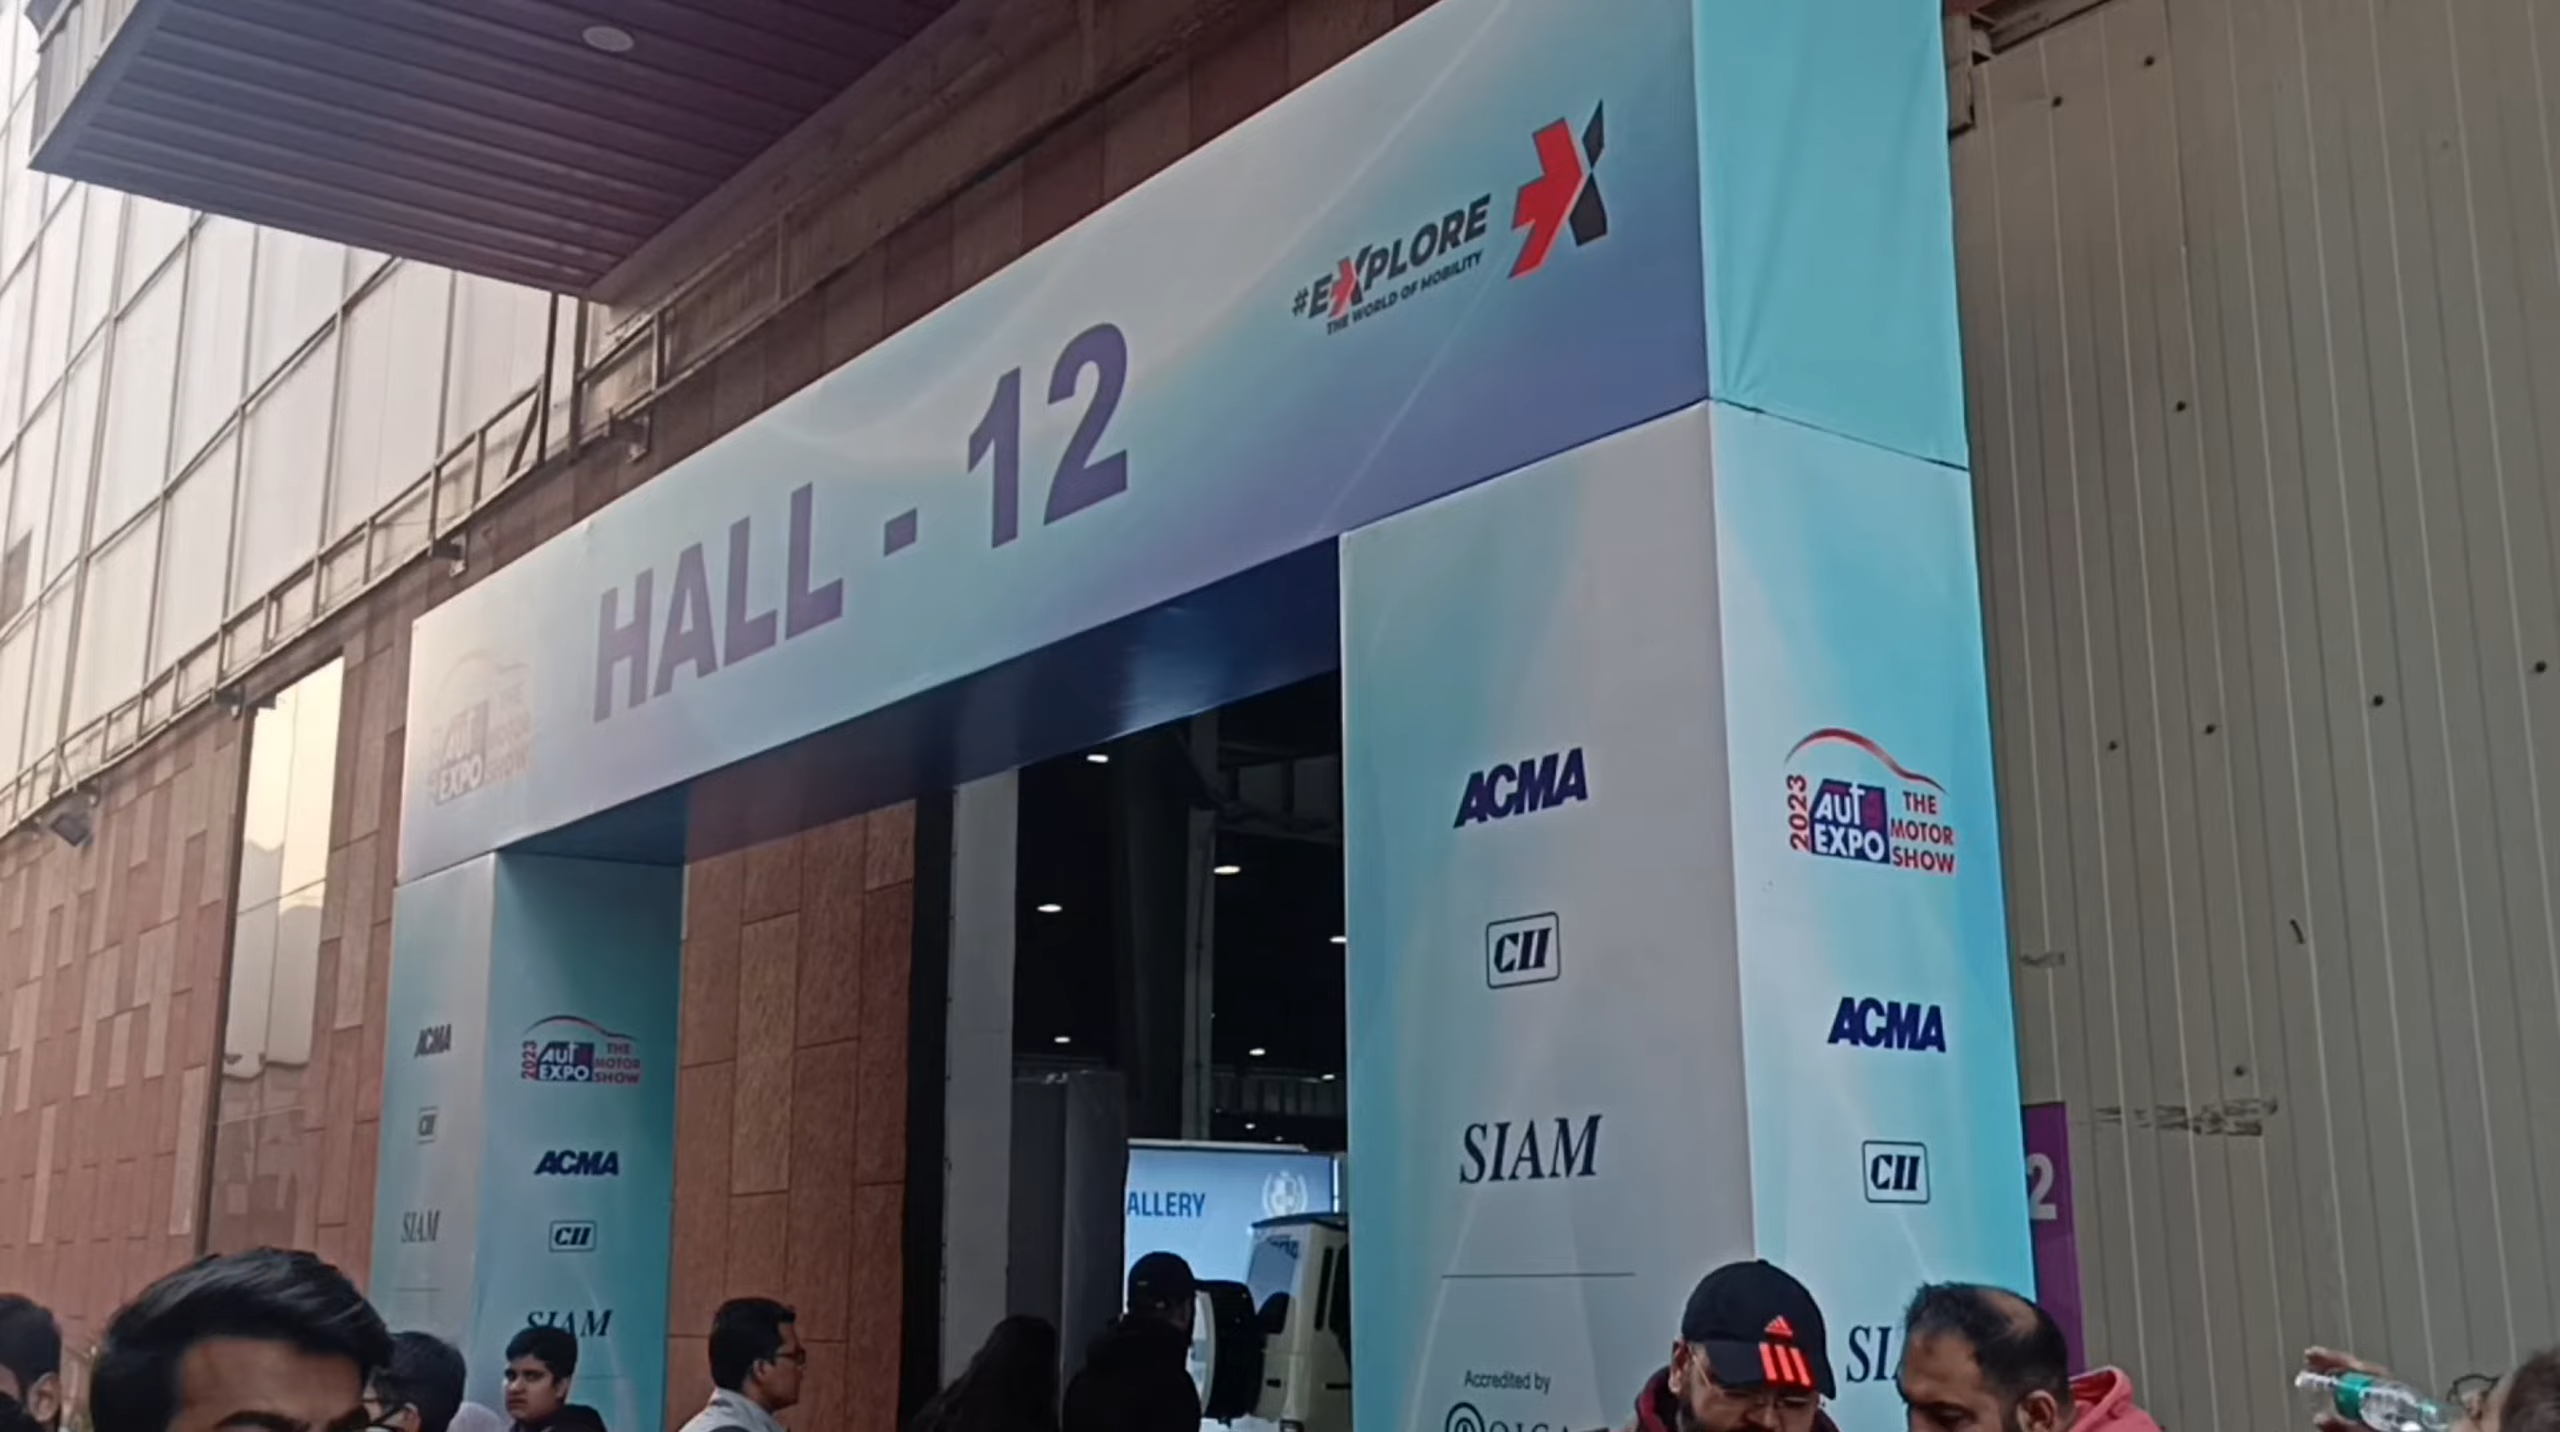 #EXPLORE
THE WORLD OF MOBILITY
HALL - 12
AUTO
EXPO
THE
MOTOR
SHOW
ACMA
CII
SIAM
2023
AUTO
EXPO
THE
MOTOR
SHOW
ACMA
CII
SIAM
ALLERY
ACMA
CII
SIAM
Accredited by
2023
AUTO
EXPO
THE
MOTOR
SHOW
ACMA
CII
2